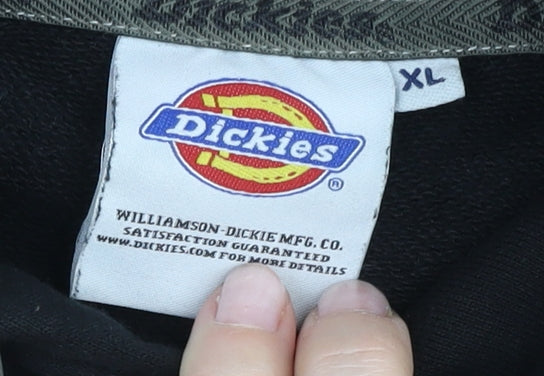 XL
Dickies
®
WILLIAMSON-DICKIE MFG. CO.
SATISFACTION GUARANTEED
WWW.DICKIES.COM FOR MORE DETAILS